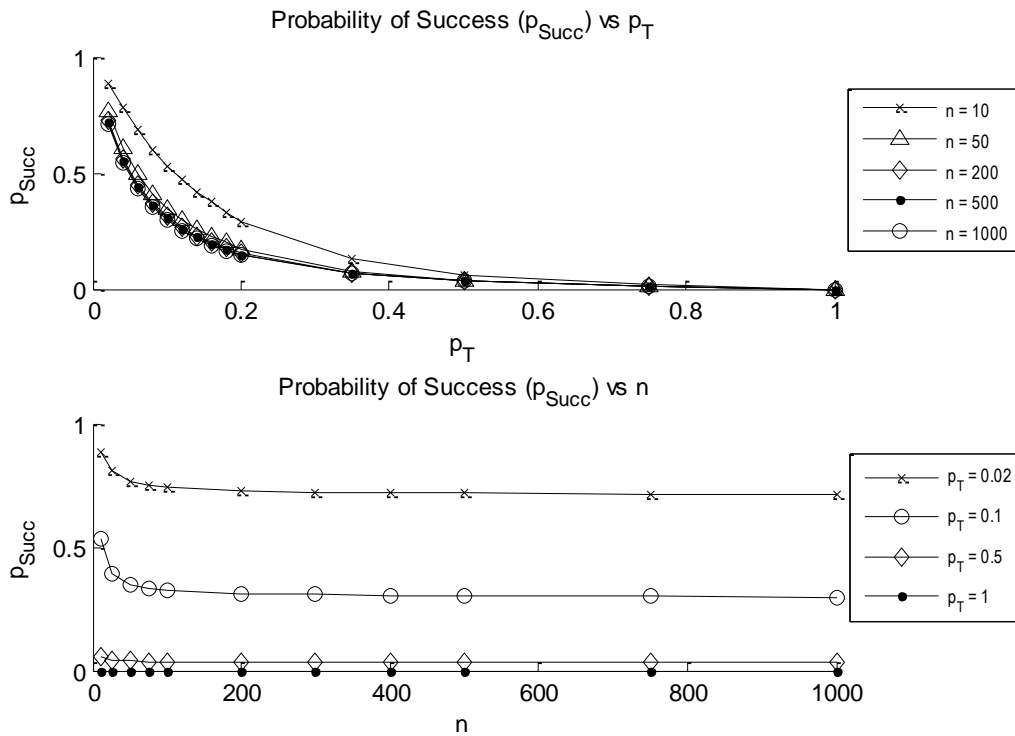 Probability of Success (p_Succ) vs p_T
1
0.5
0
p_Succ
0 0.2 0.4 0.6 0.8 1
p_T
n = 10
n = 50
n = 200
n = 500
n = 1000
Probability of Success (p_Succ) vs n
1
0.5
0
p_Succ
0 200 400 600 800 1000
n
p_T = 0.02
p_T = 0.1
p_T = 0.5
p_T = 1